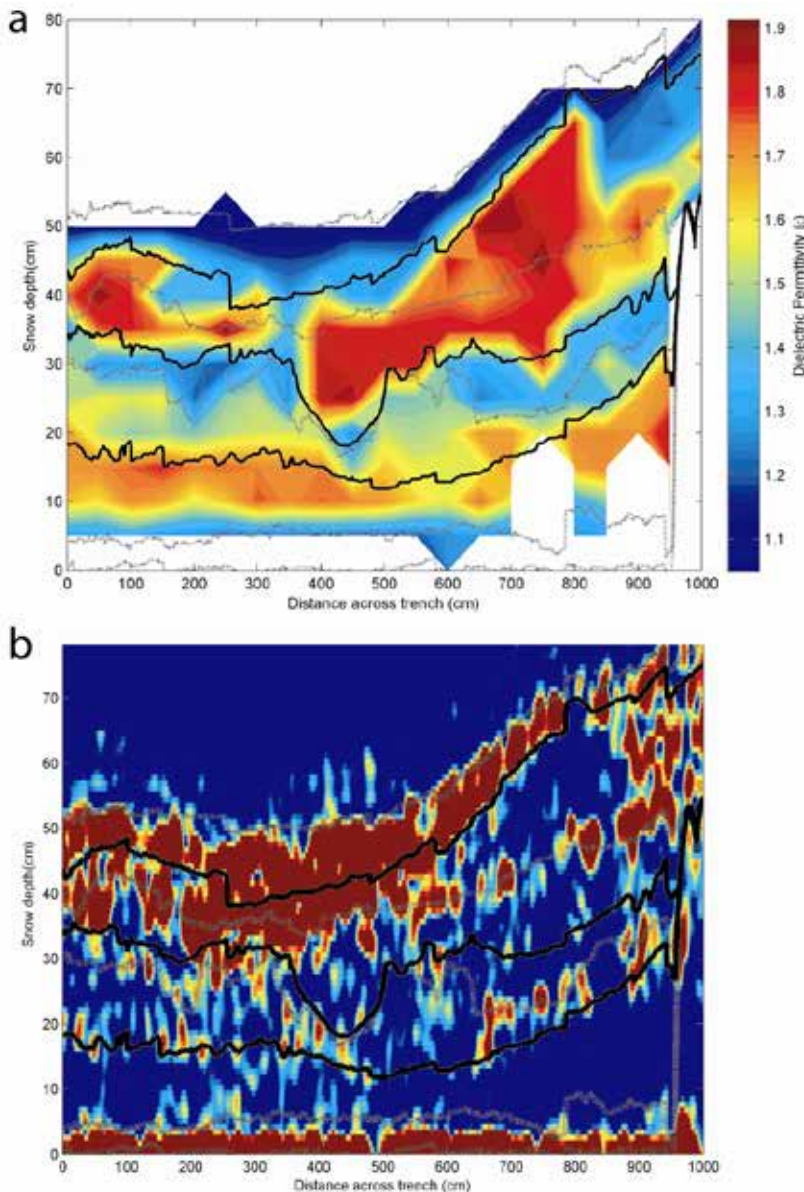 a
80
70
60
50
40
30
20
10
0
Snow depth(cm)
0 100 200 300 400 500 600 700 800 900 1000
Distance across trench (cm)
1.9
1.8
1.7
1.6
1.5
1.4
1.3
1.2
1.1
Dielectric Permittivity (ε)
b
70
60
50
40
30
20
10
0
Snow depth(cm)
0 100 200 300 400 500 600 700 800 900 1000
Distance across trench (cm)